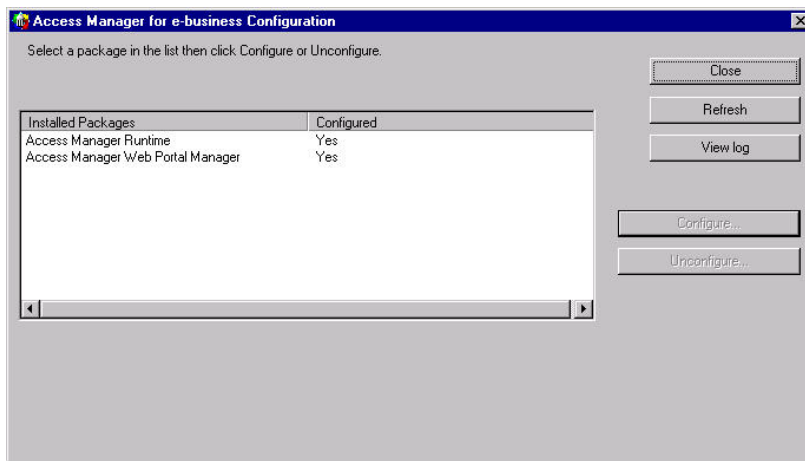 Access Manager for e-business Configuration
Select a package in the list then click Configure or Unconfigure.
Close
Refresh
View log
Installed Packages Configured
Access Manager Runtime Yes
Access Manager Web Portal Manager Yes
Configure...
Unconfigure...